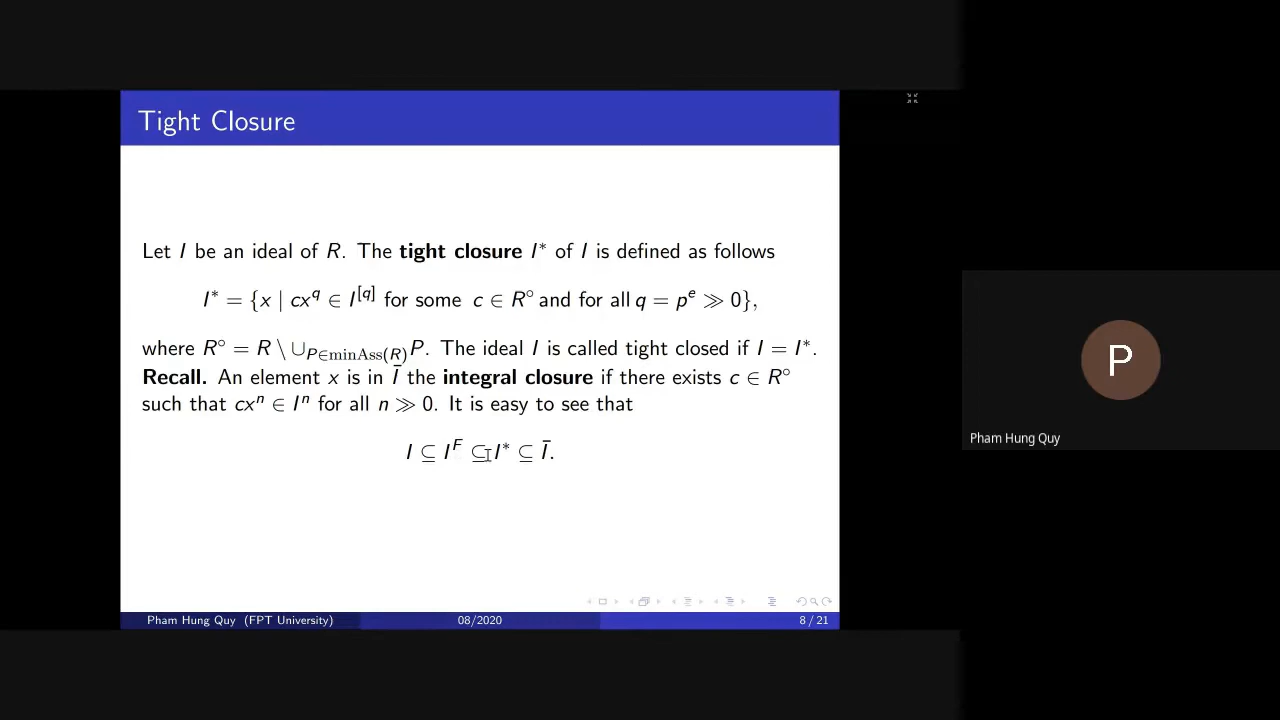 Tight Closure
Let I be an ideal of R. The tight closure I* of I is defined as follows
I* = {x | cx^q ∈ I^[q] for some c ∈ R° and for all q = p^e ≫ 0},
where R° = R \ ∪_{P∈minAss(R)} P. The ideal I is called tight closed if I = I*.
Recall. An element x is in Ī the integral closure if there exists c ∈ R°
such that cx^n ∈ I^n for all n ≫ 0. It is easy to see that
I ⊆ I^F ⊆ I* ⊆ Ī.
Pham Hung Quy (FPT University) 08/2020 8 / 21
P
Pham Hung Quy